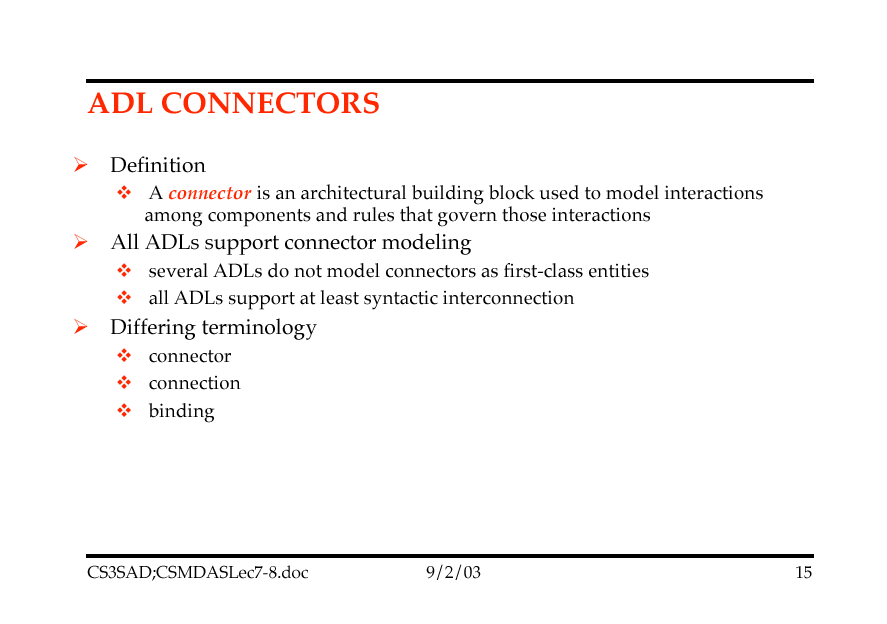 ADL CONNECTORS
Definition
A connector is an architectural building block used to model interactions
among components and rules that govern those interactions
All ADLs support connector modeling
several ADLs do not model connectors as first-class entities
all ADLs support at least syntactic interconnection
Differing terminology
connector
connection
binding
CS3SAD;CSMDASLec7-8.doc 9/2/03 15